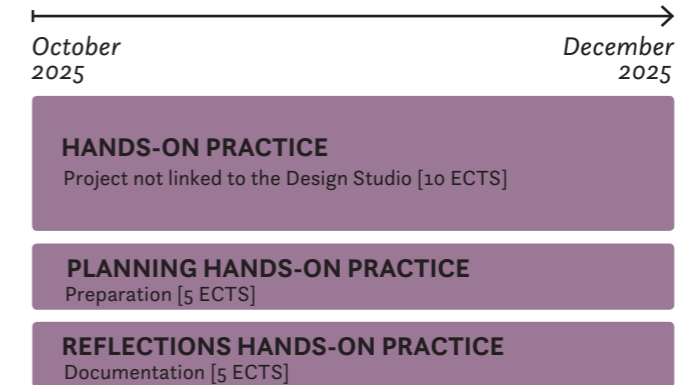 October
2025
December
2025
HANDS-ON PRACTICE
Project not linked to the Design Studio [10 ECTS]
PLANNING HANDS-ON PRACTICE
Preparation [5 ECTS]
REFLECTIONS HANDS-ON PRACTICE
Documentation [5 ECTS]